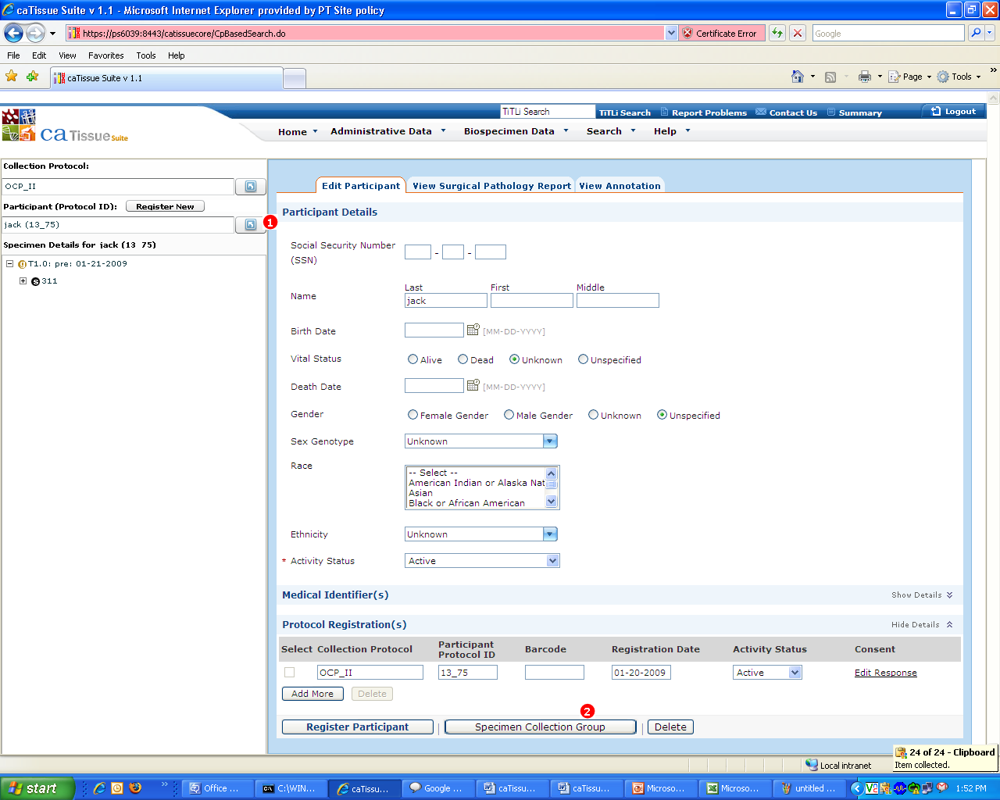 caTissue Suite v 1.1 - Microsoft Internet Explorer provided by PT Site policy
https://ps6039:8443/catissuecore/CpBasedSearch.do
Certificate Error
Google
File Edit View Favorites Tools Help
caTissue Suite v 1.1
Page Tools
TiTLi Search TiTLi Search Report Problems Contact Us Summary Logout
ca Tissue Suite
Home Administrative Data Biospecimen Data Search Help
Collection Protocol:
OCP_II
Participant (Protocol ID): Register New
jack (13_75)
1
Specimen Details for jack (13_75)
T1.0: pre: 01-21-2009
S 311
Edit Participant View Surgical Pathology Report View Annotation
Participant Details
Social Security Number
(SSN)
- -
Last First Middle
Name
jack
Birth Date [MM-DD-YYYY]
Vital Status Alive Dead Unknown Unspecified
Death Date [MM-DD-YYYY]
Gender Female Gender Male Gender Unknown Unspecified
Sex Genotype Unknown
Race
-- Select --
American Indian or Alaska Nat
Asian
Black or African American
Ethnicity Unknown
* Activity Status Active
Medical Identifier(s) Show Details
Protocol Registration(s) Hide Details
Select Collection Protocol Participant Protocol ID Barcode Registration Date Activity Status Consent
OCP_II 13_75 01-20-2009 Active Edit Response
Add More Delete
2
Register Participant | Specimen Collection Group | Delete
24 of 24 - Clipboard
Item collected.
Local intranet
start
Office ...
C:\WIN...
caTissu...
Google ...
caTissu...
caTissu...
Microso...
Microso...
untitled ...
1:52 PM